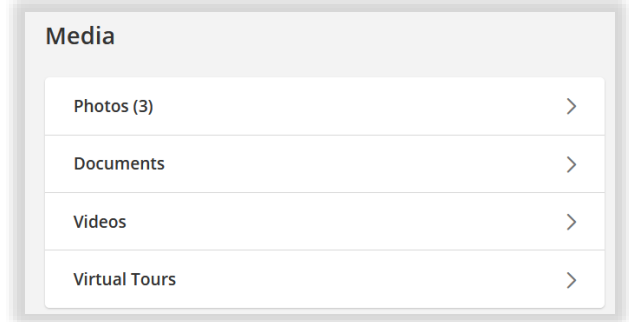 Media
Photos (3)
Documents
Videos
Virtual Tours